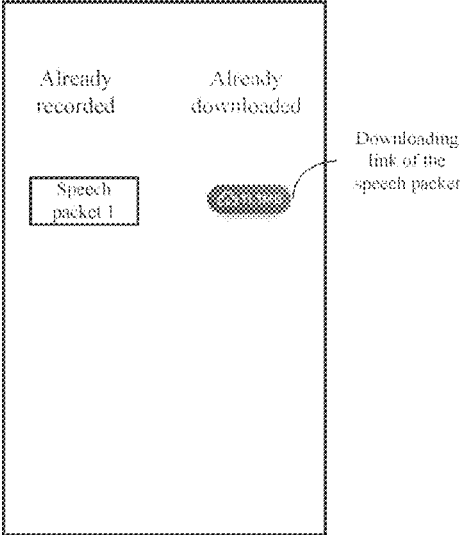 Already
recorded
Already
downloaded
Downloading
link of the
speech packet
Speech
packet 1